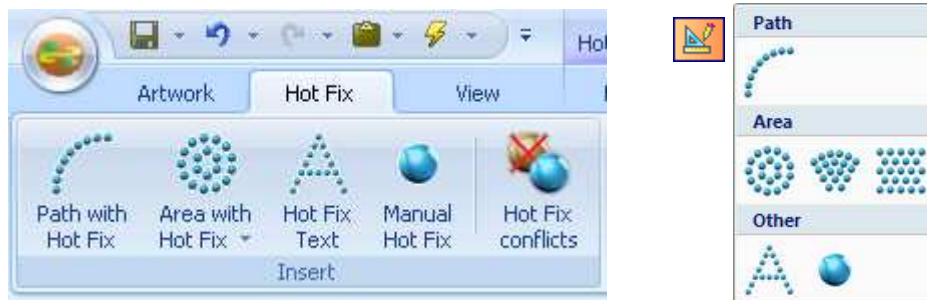 Artwork
Hot Fix
View
Path with
Hot Fix
Area with
Hot Fix
Hot Fix
Text
Manual
Hot Fix
Hot Fix
conflicts
Insert
Path
Area
Other